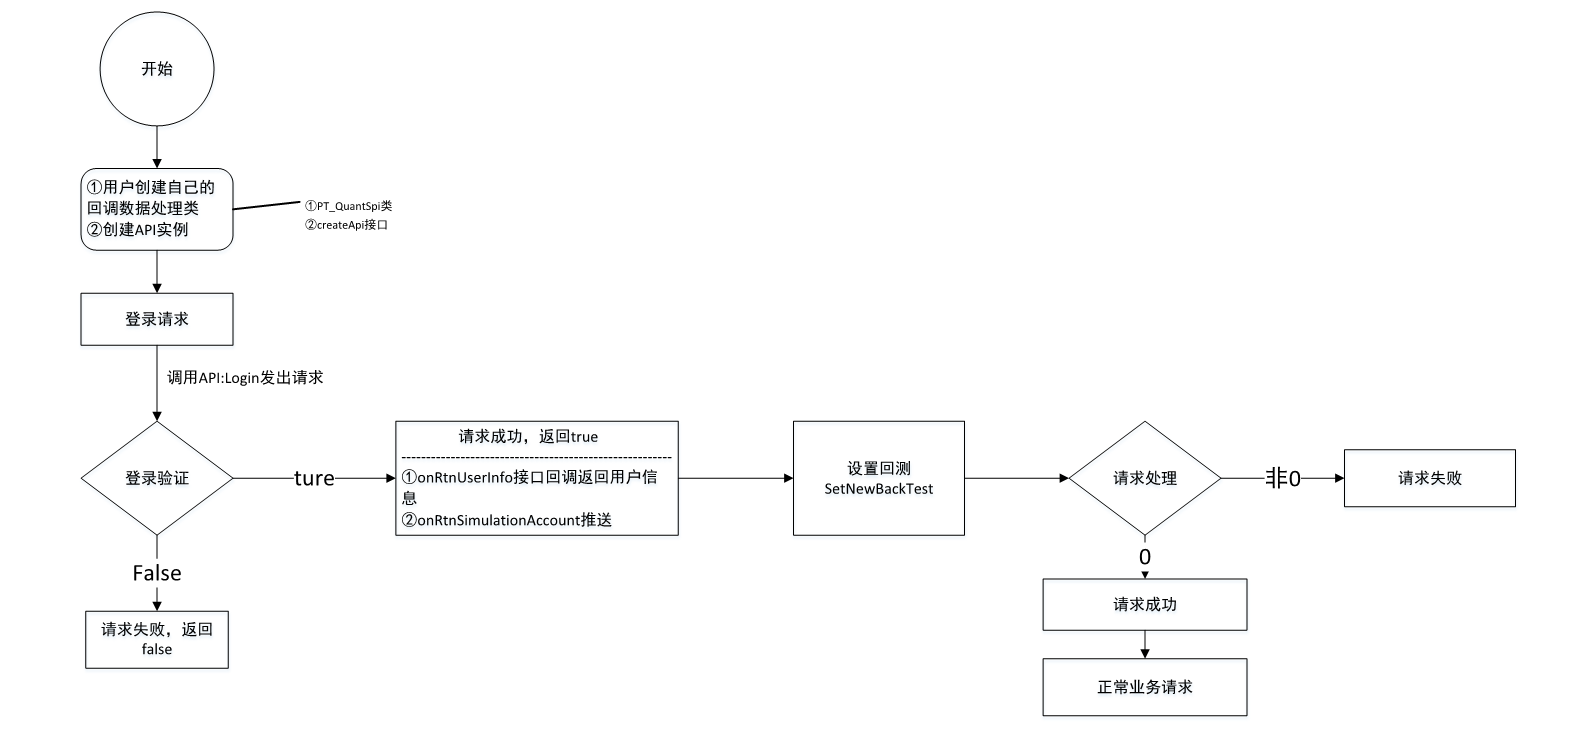 开始
①用户创建自己的
回调数据处理类
②创建API实例
①PT_QuantSpi类
②createApi接口
登录请求
调用API:Login发出请求
登录验证
ture
请求成功，返回true
①onRtnUserInfo接口回调返回用户信
息
②onRtnSimulationAccount推送
设置回测
SetNewBackTest
请求处理
非0
请求失败
False
0
请求失败，返回
false
请求成功
正常业务请求